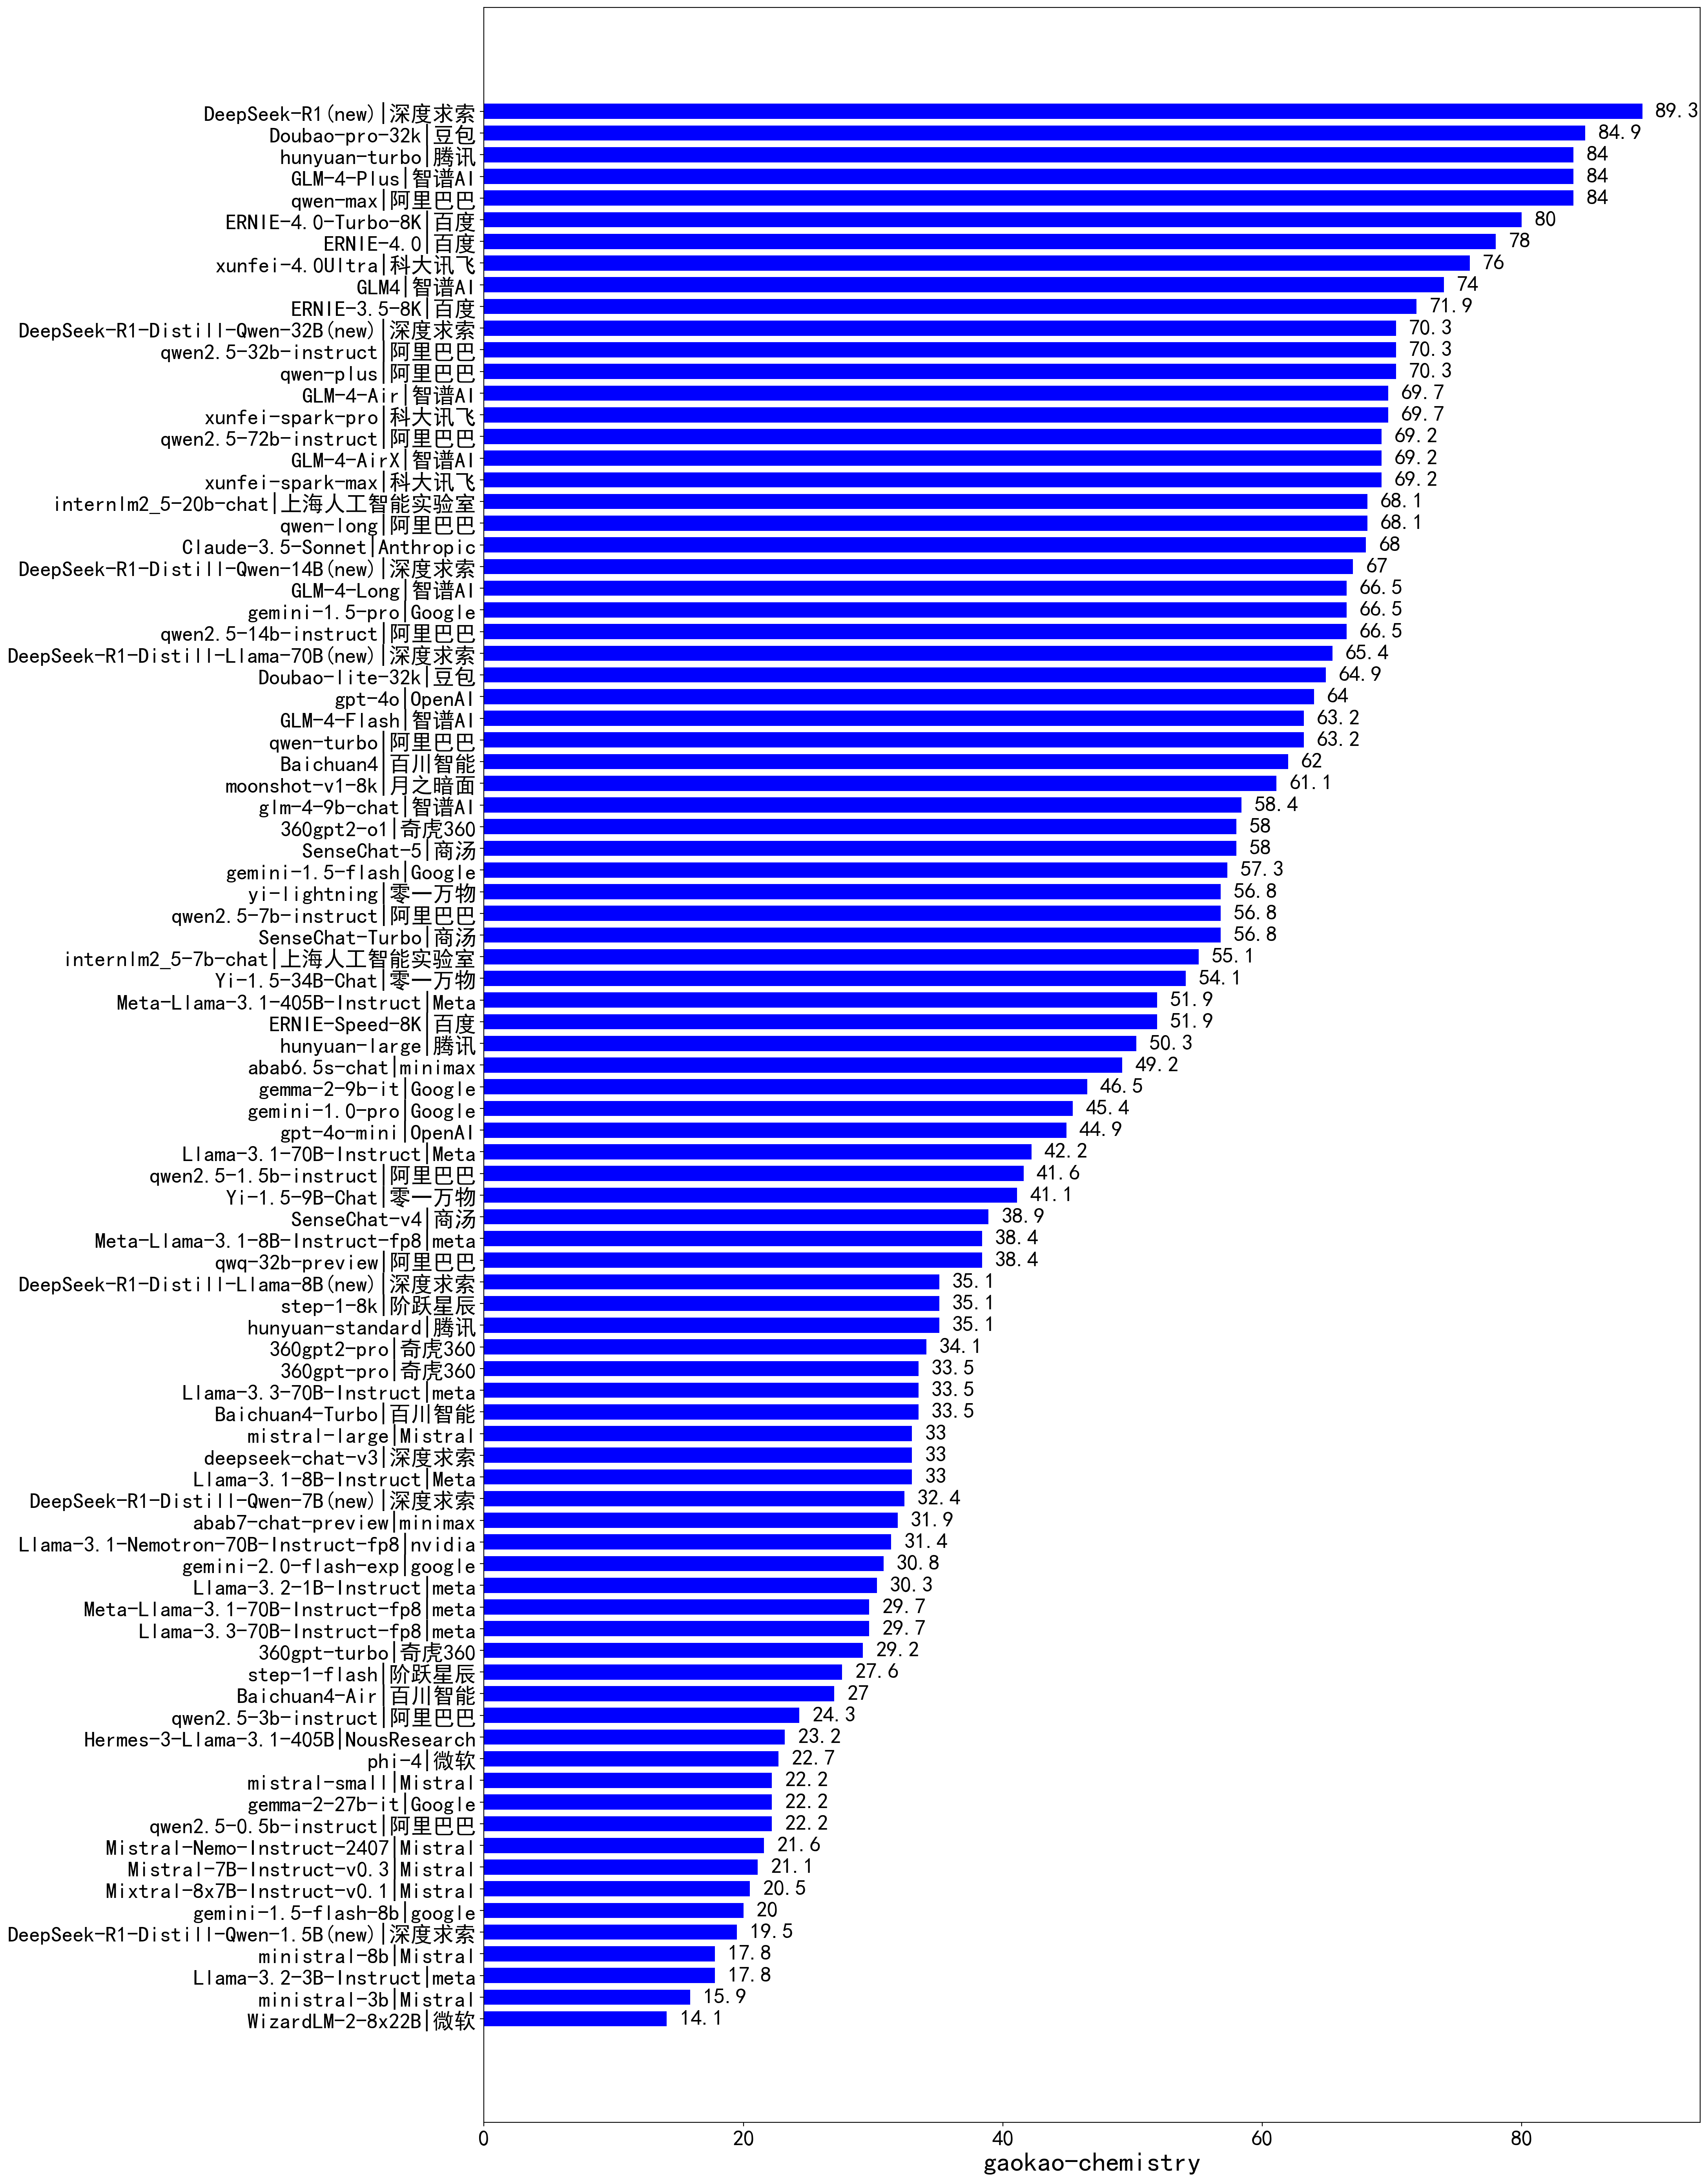 DeepSeek-R1(new)|深度求索 89.3
Doubao-pro-32k|豆包 84.9
hunyuan-turbo|腾讯 84
GLM-4-Plus|智谱AI 84
qwen-max|阿里巴巴 84
ERNIE-4.0-Turbo-8K|百度 80
ERNIE-4.0|百度 78
xunfei-4.0Ultra|科大讯飞 76
GLM4|智谱AI 74
ERNIE-3.5-8K|百度 71.9
DeepSeek-R1-Distill-Qwen-32B(new)|深度求索 70.3
qwen2.5-32b-instruct|阿里巴巴 70.3
qwen-plus|阿里巴巴 70.3
GLM-4-Air|智谱AI 69.7
xunfei-spark-pro|科大讯飞 69.7
qwen2.5-72b-instruct|阿里巴巴 69.2
GLM-4-AirX|智谱AI 69.2
xunfei-spark-max|科大讯飞 69.2
internlm2_5-20b-chat|上海人工智能实验室 68.1
qwen-long|阿里巴巴 68.1
Claude-3.5-Sonnet|Anthropic 68
DeepSeek-R1-Distill-Qwen-14B(new)|深度求索 67
GLM-4-Long|智谱AI 66.5
gemini-1.5-pro|Google 66.5
qwen2.5-14b-instruct|阿里巴巴 66.5
DeepSeek-R1-Distill-Llama-70B(new)|深度求索 65.4
Doubao-lite-32k|豆包 64.9
gpt-4o|OpenAI 64
GLM-4-Flash|智谱AI 63.2
qwen-turbo|阿里巴巴 63.2
Baichuan4|百川智能 62
moonshot-v1-8k|月之暗面 61.1
glm-4-9b-chat|智谱AI 58.4
360gpt2-o1|奇虎360 58
SenseChat-5|商汤 58
gemini-1.5-flash|Google 57.3
yi-lightning|零一万物 56.8
qwen2.5-7b-instruct|阿里巴巴 56.8
SenseChat-Turbo|商汤 56.8
internlm2_5-7b-chat|上海人工智能实验室 55.1
Yi-1.5-34B-Chat|零一万物 54.1
Meta-Llama-3.1-405B-Instruct|Meta 51.9
ERNIE-Speed-8K|百度 51.9
hunyuan-large|腾讯 50.3
abab6.5s-chat|minimax 49.2
gemma-2-9b-it|Google 46.5
gemini-1.0-pro|Google 45.4
gpt-4o-mini|OpenAI 44.9
Llama-3.1-70B-Instruct|Meta 42.2
qwen2.5-1.5b-instruct|阿里巴巴 41.6
Yi-1.5-9B-Chat|零一万物 41.1
SenseChat-v4|商汤 38.9
Meta-Llama-3.1-8B-Instruct-fp8|meta 38.4
qwq-32b-preview|阿里巴巴 38.4
DeepSeek-R1-Distill-Llama-8B(new)|深度求索 35.1
step-1-8k|阶跃星辰 35.1
hunyuan-standard|腾讯 35.1
360gpt2-pro|奇虎360 34.1
360gpt-pro|奇虎360 33.5
Llama-3.3-70B-Instruct|meta 33.5
Baichuan4-Turbo|百川智能 33.5
mistral-large|Mistral 33
deepseek-chat-v3|深度求索 33
Llama-3.1-8B-Instruct|Meta 33
DeepSeek-R1-Distill-Qwen-7B(new)|深度求索 32.4
abab7-chat-preview|minimax 31.9
Llama-3.1-Nemotron-70B-Instruct-fp8|nvidia 31.4
gemini-2.0-flash-exp|google 30.8
Llama-3.2-1B-Instruct|meta 30.3
Meta-Llama-3.1-70B-Instruct-fp8|meta 29.7
Llama-3.3-70B-Instruct-fp8|meta 29.7
360gpt-turbo|奇虎360 29.2
step-1-flash|阶跃星辰 27.6
Baichuan4-Air|百川智能 27
qwen2.5-3b-instruct|阿里巴巴 24.3
Hermes-3-Llama-3.1-405B|NousResearch 23.2
phi-4|微软 22.7
mistral-small|Mistral 22.2
gemma-2-27b-it|Google 22.2
qwen2.5-0.5b-instruct|阿里巴巴 22.2
Mistral-Nemo-Instruct-2407|Mistral 21.6
Mistral-7B-Instruct-v0.3|Mistral 21.1
Mixtral-8x7B-Instruct-v0.1|Mistral 20.5
gemini-1.5-flash-8b|google 20
DeepSeek-R1-Distill-Qwen-1.5B(new)|深度求索 19.5
ministral-8b|Mistral 17.8
Llama-3.2-3B-Instruct|meta 17.8
ministral-3b|Mistral 15.9
WizardLM-2-8x22B|微软 14.1
0 20 40 60 80
gaokao-chemistry